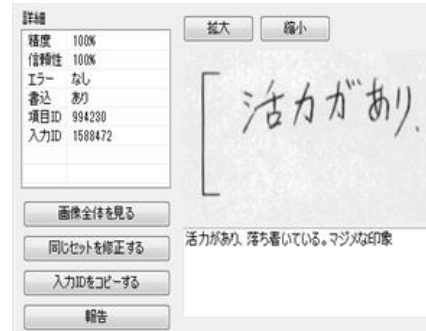 詳細
精度 100%
信頼性 100%
エラー なし
書込 あり
項目ID 994230
入力ID 1588472
画像全体を見る
同じセットを修正する
入力IDをコピーする
報告
拡大 縮小
活力があり、
活力があり、落ち着いている。マジメな印象